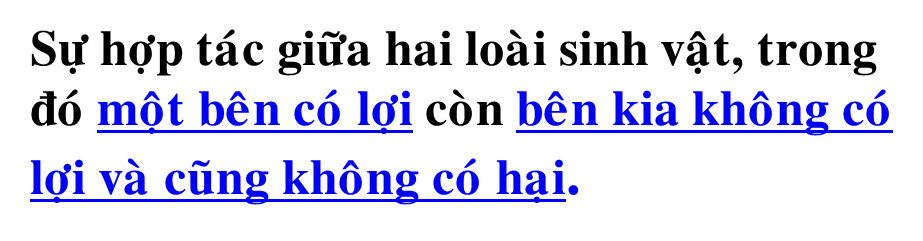 Sự hợp tác giữa hai loài sinh vật, trong
đó một bên có lợi còn bên kia không có
lợi và cũng không có hại.